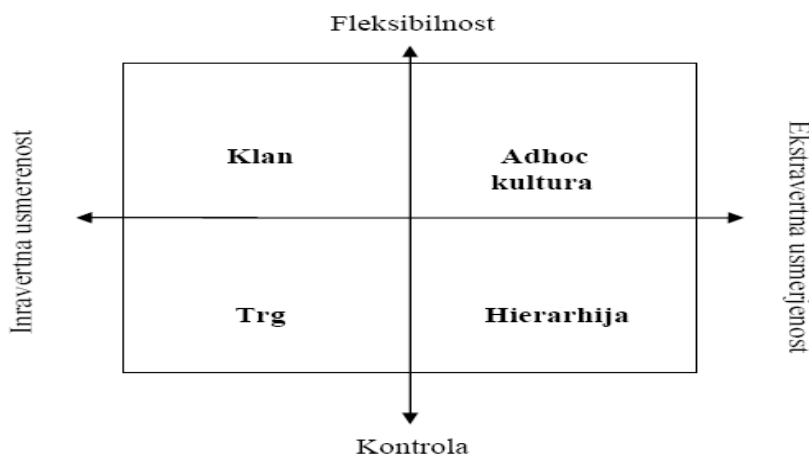 Fleksibilnost
Inravertna usmerenost
Klan
Adhoc
kultura
Ekstravertna usmerjenost
Trg
Hierarhija
Kontrola